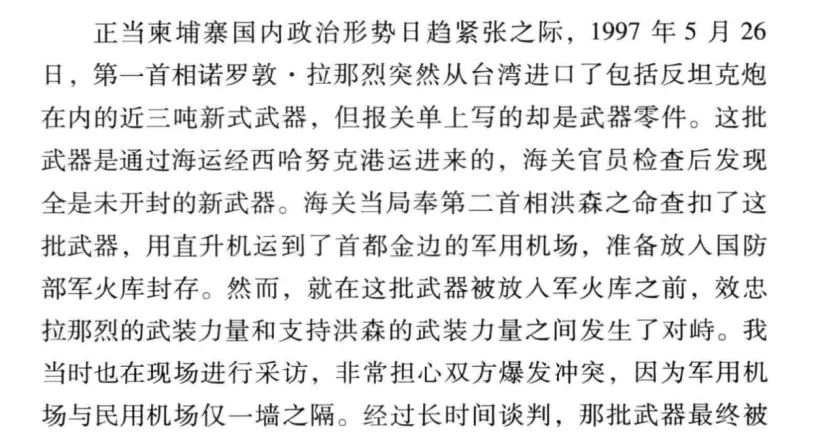 正当柬埔寨国内政治形势日趋紧张之际，1997 年 5 月 26
日，第一首相诺罗敦·拉那烈突然从台湾进口了包括反坦克炮
在内的近三吨新式武器，但报关单上写的却是武器零件。这批
武器是通过海运经西哈努克港运进来的，海关官员检查后发现
全是未开封的新武器。海关当局奉第二首相洪森之命查扣了这
批武器，用直升机运到了首都金边的军用机场，准备放入国防
部军火库封存。然而，就在这批武器被放入军火库之前，效忠
拉那烈的武装力量和支持洪森的武装力量之间发生了对峙。我
当时也在现场进行采访，非常担心双方爆发冲突，因为军用机
场与民用机场仅一墙之隔。经过长时间谈判，那批武器最终被